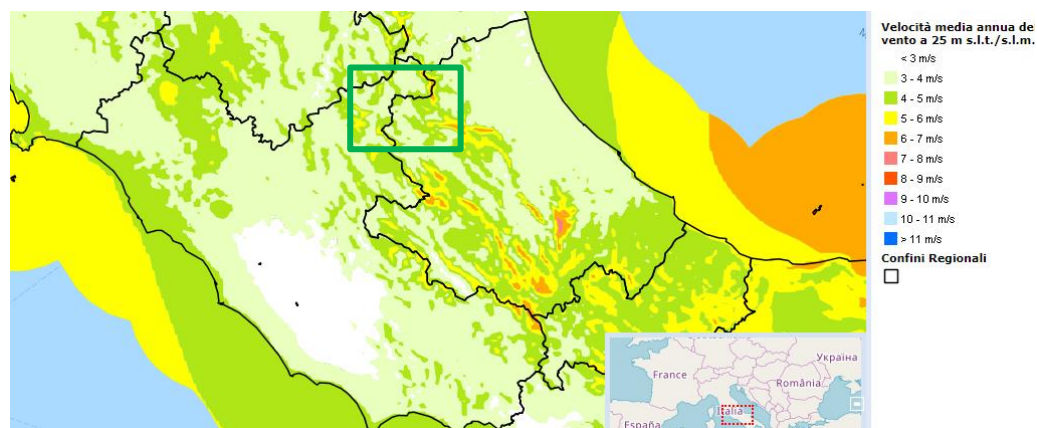 Velocità media annua de
vento a 25 m s.l.t./s.l.m.
< 3 m/s
3 - 4 m/s
4 - 5 m/s
5 - 6 m/s
6 - 7 m/s
7 - 8 m/s
8 - 9 m/s
9 - 10 m/s
10 - 11 m/s
> 11 m/s
Confini Regionali
Україна
France
România
Italia
España